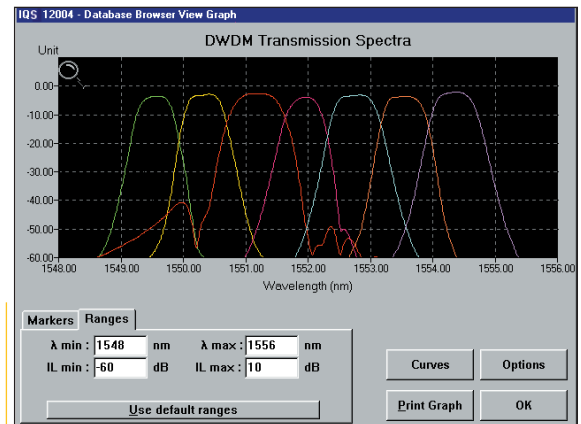 IQS 12004 - Database Browser View Graph
DWDM Transmission Spectra
Unit
0.00
-10.00
-20.00
-30.00
-40.00
-50.00
-60.00
1548.00 1549.00 1550.00 1551.00 1552.00 1553.00 1554.00 1555.00 1556.00
Wavelength (nm)
Markers Ranges
λ min : 1548 nm λ max : 1556 nm
IL min : -60 dB IL max : 10 dB
Use default ranges
Curves Options
Print Graph OK